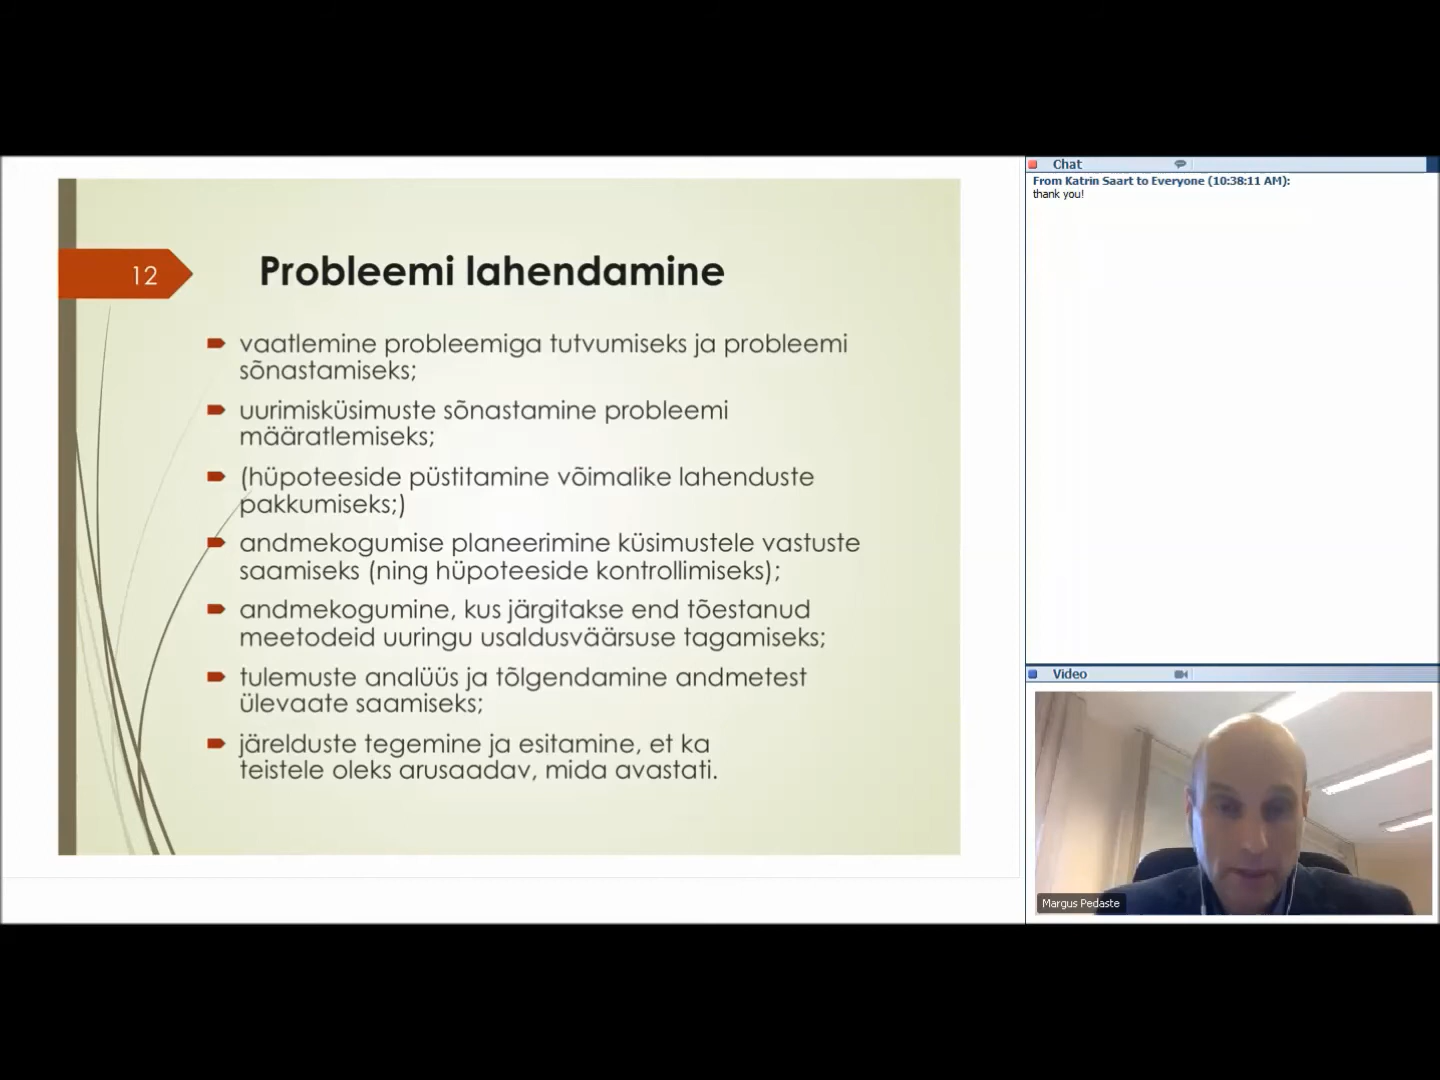 12
Probleemi lahendamine
vaatlemine probleemiga tutvumiseks ja probleemi
sõnastamiseks;
uurimisküsimuste sõnastamine probleemi
määratlemiseks;
(hüpoteeside püstitamine võimalike lahenduste
pakkumiseks;)
andmekogumise planeerimine küsimustele vastuste
saamiseks (ning hüpoteeside kontrollimiseks);
andmekogumine, kus järgitakse end tõestanud
meetodeid uuringu usaldusväärsuse tagamiseks;
tulemuste analüüs ja tõlgendamine andmetest
ülevaate saamiseks;
järelduste tegemine ja esitamine, et ka
teistele oleks arusaadav, mida avastati.
Chat
From Katrin Saart to Everyone (10:38:11 AM):
thank you!
Video
Margus Pedaste